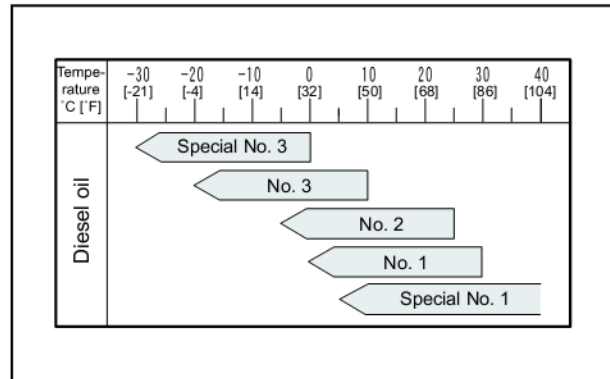 Tempe-
rature
°C [°F]
-30 -20 -10 0 10 20 30 40
[-21] [-4] [14] [32] [50] [68] [86] [104]
Diesel oil
Special No. 3
No. 3
No. 2
No. 1
Special No. 1